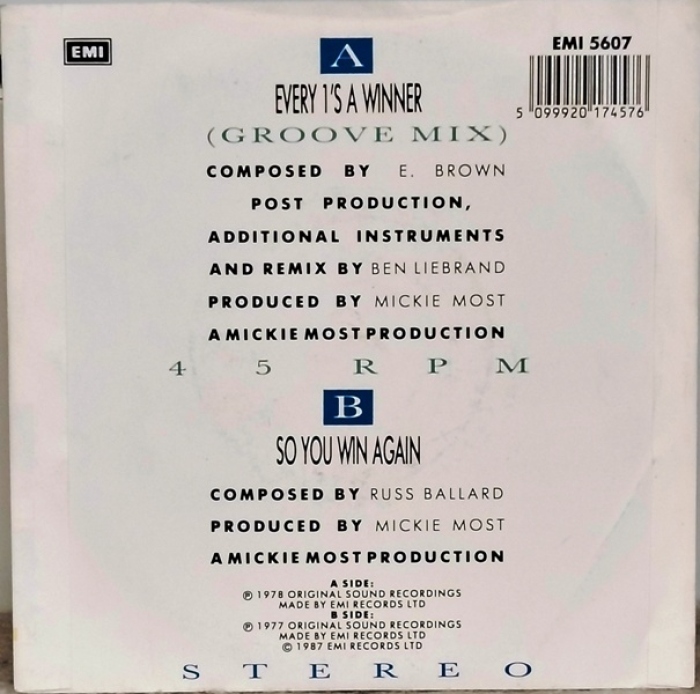 EMI
A
EMI 5607
EVERY 1'S A WINNER
5 099920 174576
(GROOVE MIX)
COMPOSED BY E. BROWN
POST PRODUCTION,
ADDITIONAL INSTRUMENTS
AND REMIX BY BEN LIEBRAND
PRODUCED BY MICKIE MOST
A MICKIE MOST PRODUCTION
45 RPM
B
SO YOU WIN AGAIN
COMPOSED BY RUSS BALLARD
PRODUCED BY MICKIE MOST
A MICKIE MOST PRODUCTION
A SIDE:
℗ 1978 ORIGINAL SOUND RECORDINGS
MADE BY EMI RECORDS LTD
B SIDE:
℗ 1977 ORIGINAL SOUND RECORDINGS
MADE BY EMI RECORDS LTD
© 1987 EMI RECORDS LTD
STEREO